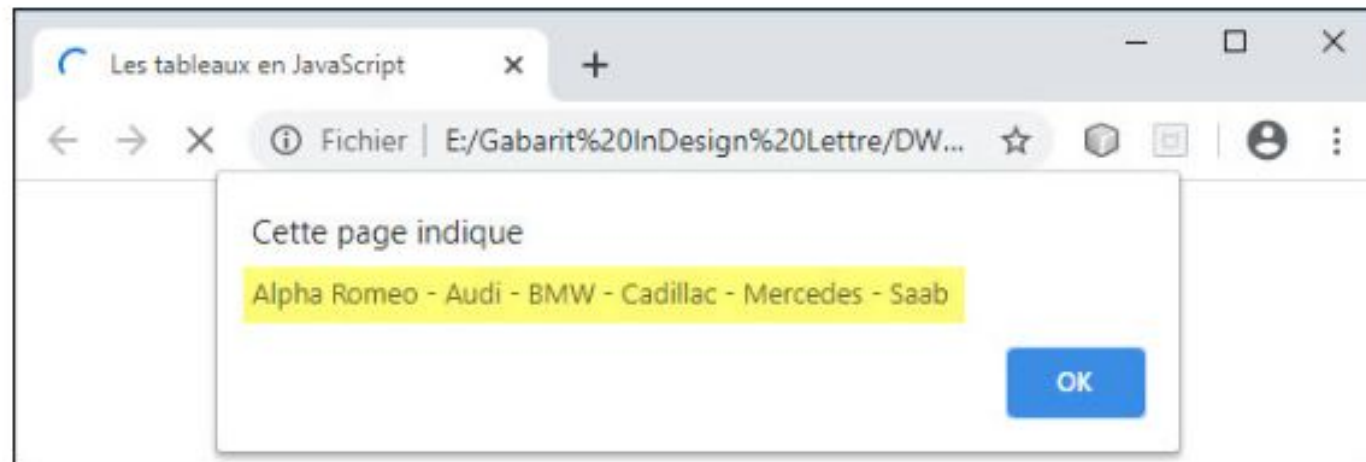 Les tableaux en JavaScript
Fichier | E:/Gabarit%20InDesign%20Lettre/DW...
Cette page indique
Alpha Romeo - Audi - BMW - Cadillac - Mercedes - Saab
OK